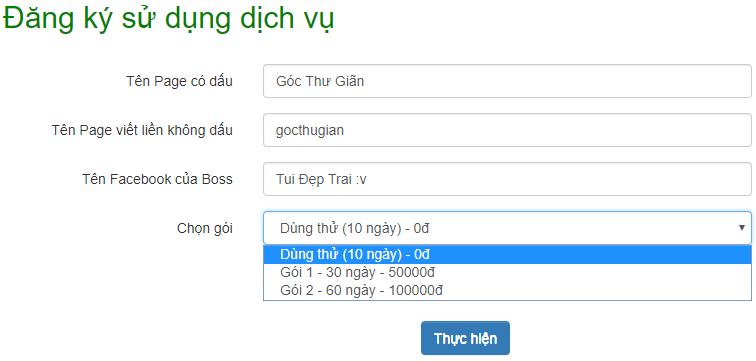 Đăng ký sử dụng dịch vụ
Tên Page có dấu
Góc Thư Giãn
Tên Page viết liền không dấu
gocthugian
Tên Facebook của Boss
Tui Đẹp Trai :v
Chọn gói
Dùng thử (10 ngày) - 0đ
Dùng thử (10 ngày) - 0đ
Gói 1 - 30 ngày - 50000đ
Gói 2 - 60 ngày - 100000đ
Thực hiện